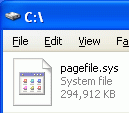 C:\
File Edit View Fa
pagefile.sys
System file
294,912 KB